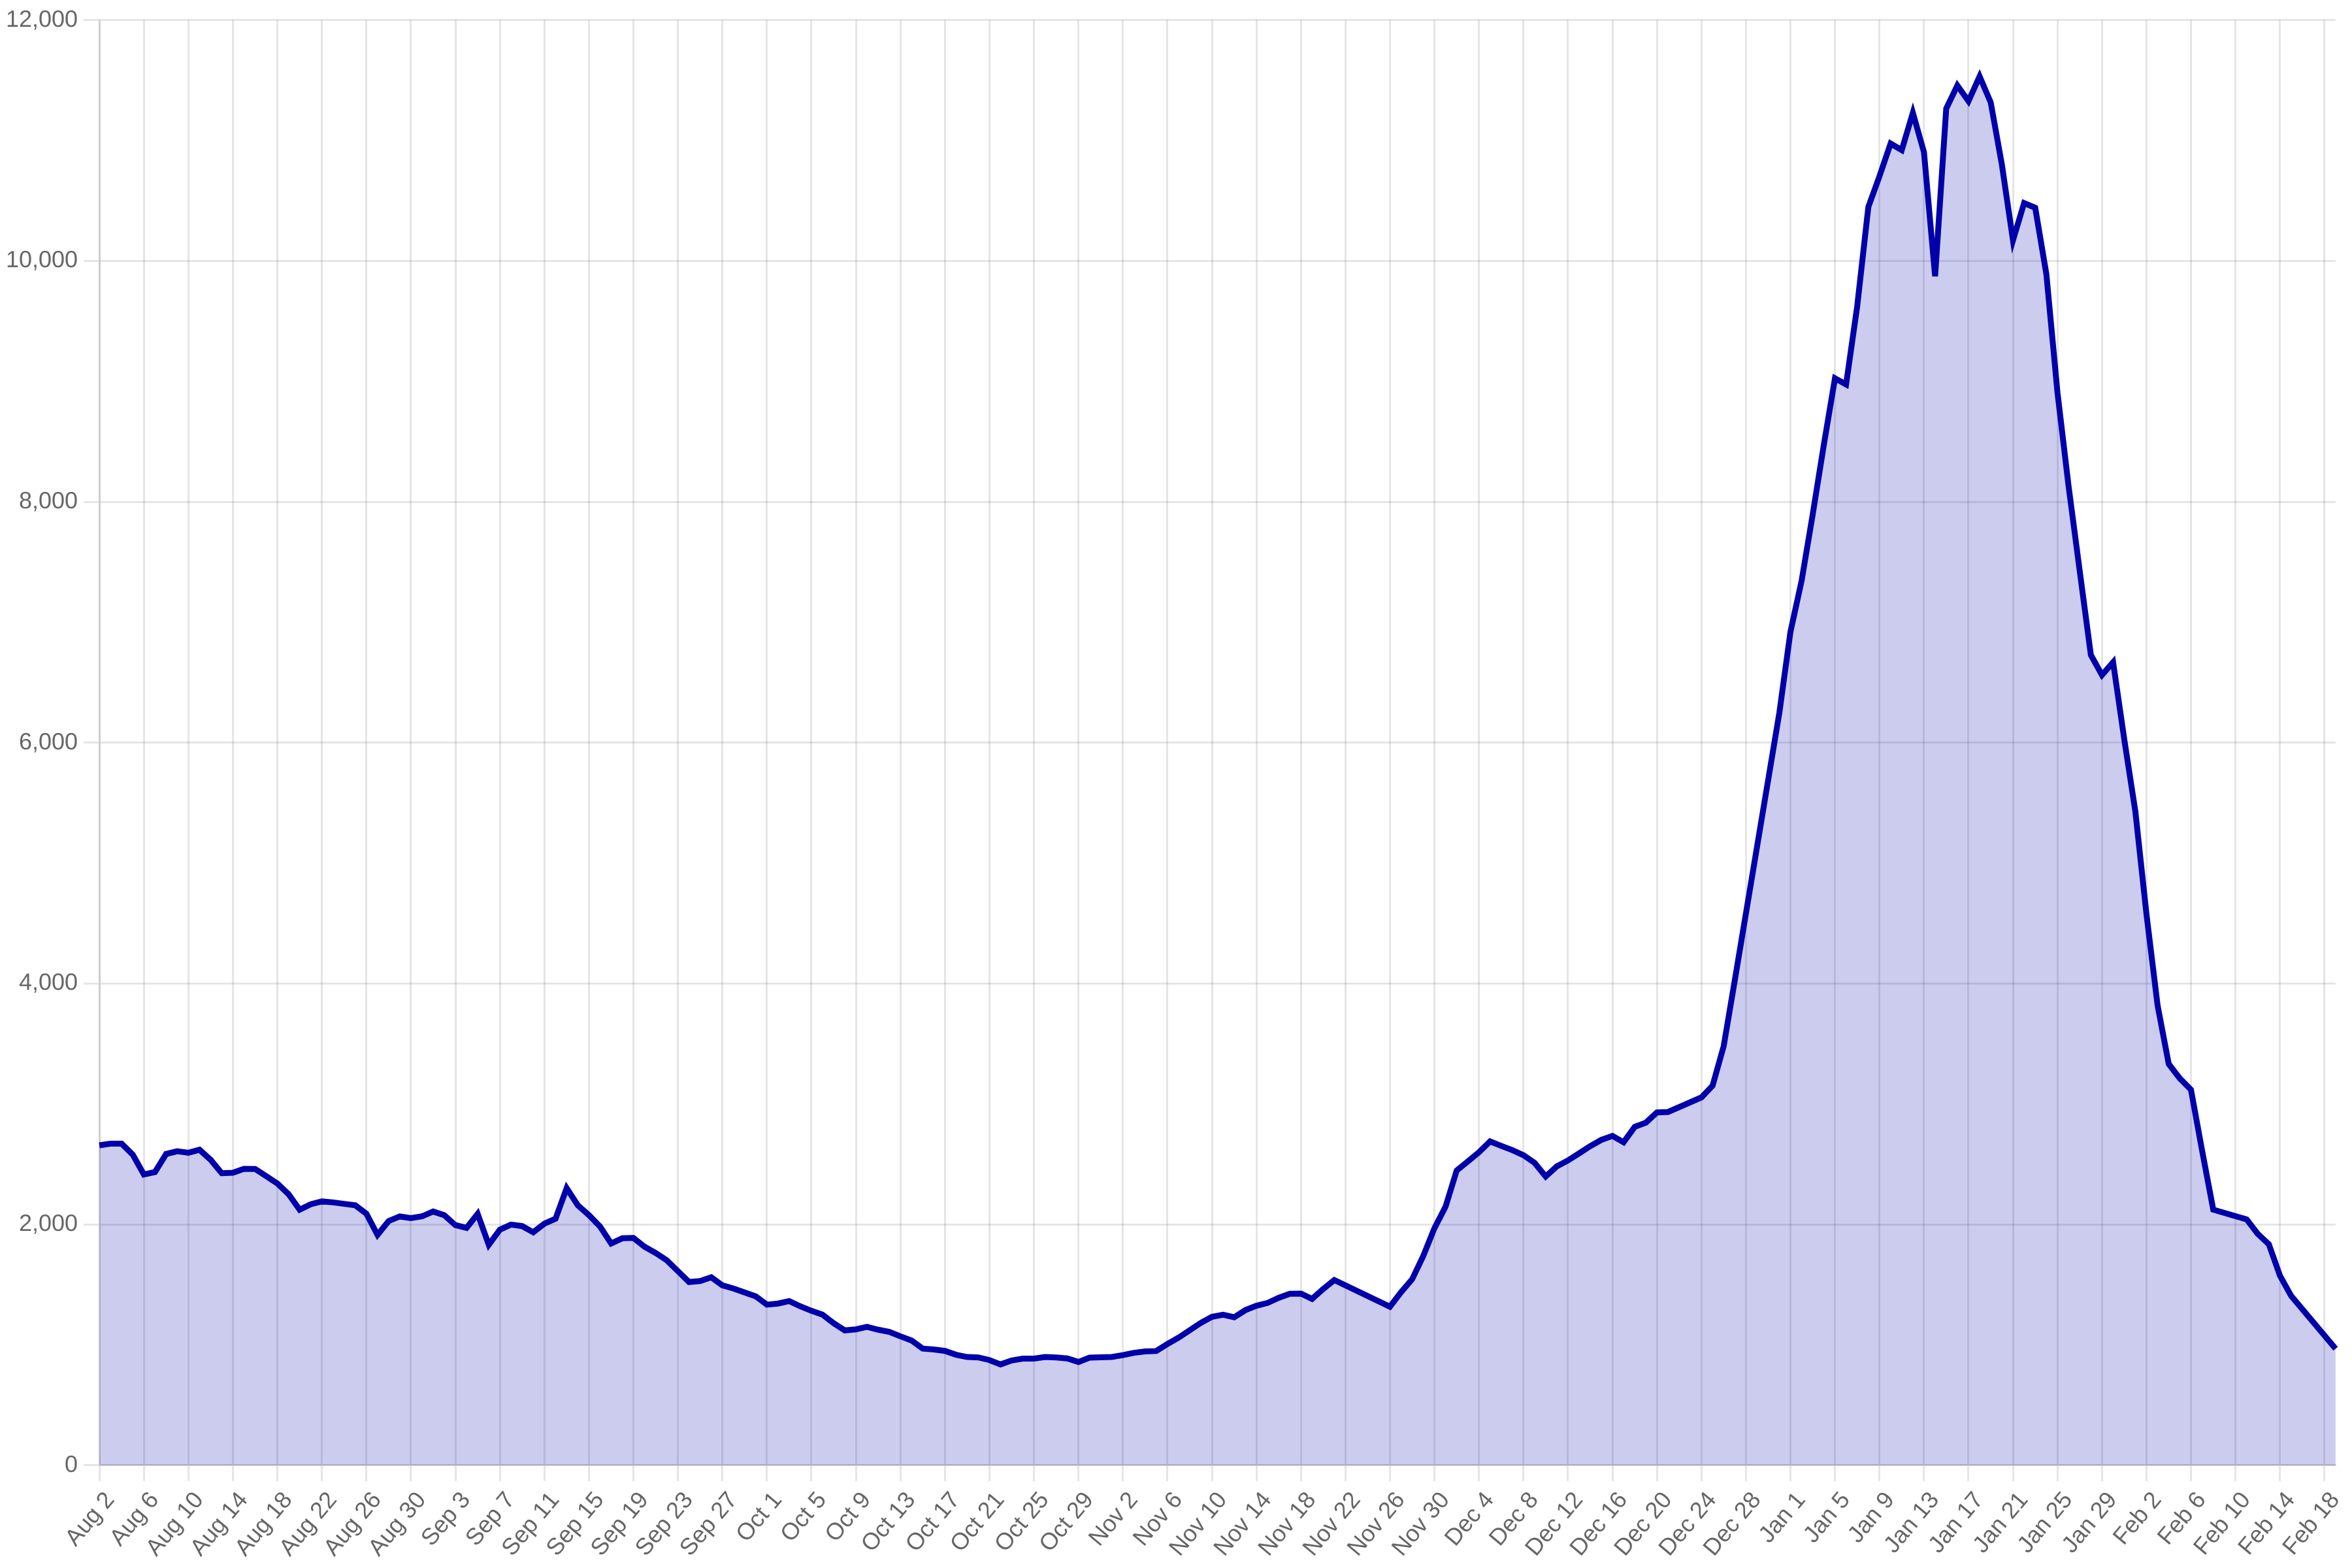 12,000
10,000
8,000
6,000
4,000
2,000
0
Aug 2
Aug 6
Aug 10
Aug 14
Aug 18
Aug 22
Aug 26
Aug 30
Sep 3
Sep 7
Sep 11
Sep 15
Sep 19
Sep 23
Sep 27
Oct 1
Oct 5
Oct 9
Oct 13
Oct 17
Oct 21
Oct 25
Oct 29
Nov 2
Nov 6
Nov 10
Nov 14
Nov 18
Nov 22
Nov 26
Nov 30
Dec 4
Dec 8
Dec 12
Dec 16
Dec 20
Dec 24
Dec 28
Jan 1
Jan 5
Jan 9
Jan 13
Jan 17
Jan 21
Jan 25
Jan 29
Feb 2
Feb 6
Feb 10
Feb 14
Feb 18